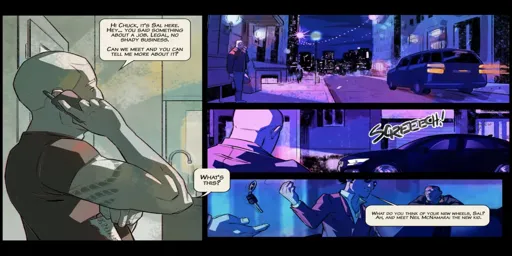 Hi Chuck, it's Sal here.
Hey... you said something
about a job. Legal, no
shady business.
Can we meet and you can
tell me more about it?
SCREEECH!
What's
this?
What do you think of your new wheels, Sal?
Ah, and meet Neil McNamara: the new kid.